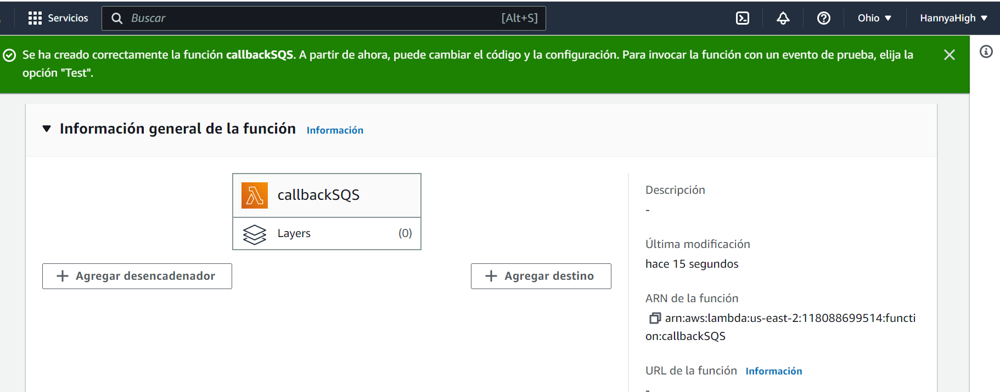 Servicios
Buscar
[Alt+S]
Ohio
HannyaHigh
Se ha creado correctamente la función callbackSQS. A partir de ahora, puede cambiar el código y la configuración. Para invocar la función con un evento de prueba, elija la
opción "Test".
Información general de la función Información
callbackSQS
Layers (0)
Agregar desencadenador
Agregar destino
Descripción
-
Última modificación
hace 15 segundos
ARN de la función
arn:aws:lambda:us-east-2:118088699514:functi
on:callbackSQS
URL de la función Información
-